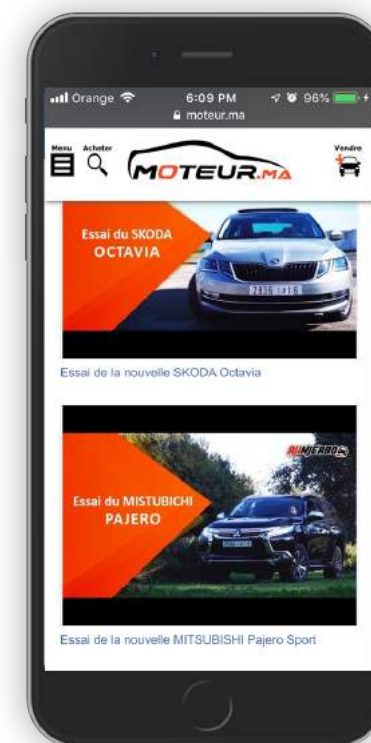 Orange 6:09 PM 96%
moteur.ma
Menu Acheter Vendre
MOTEUR.MA
Essai du SKODA
OCTAVIA
Essai de la nouvelle SKODA Octavia
Essai du MISTUBICHI
PAJERO
Essai de la nouvelle MITSUBISHI Pajero Sport